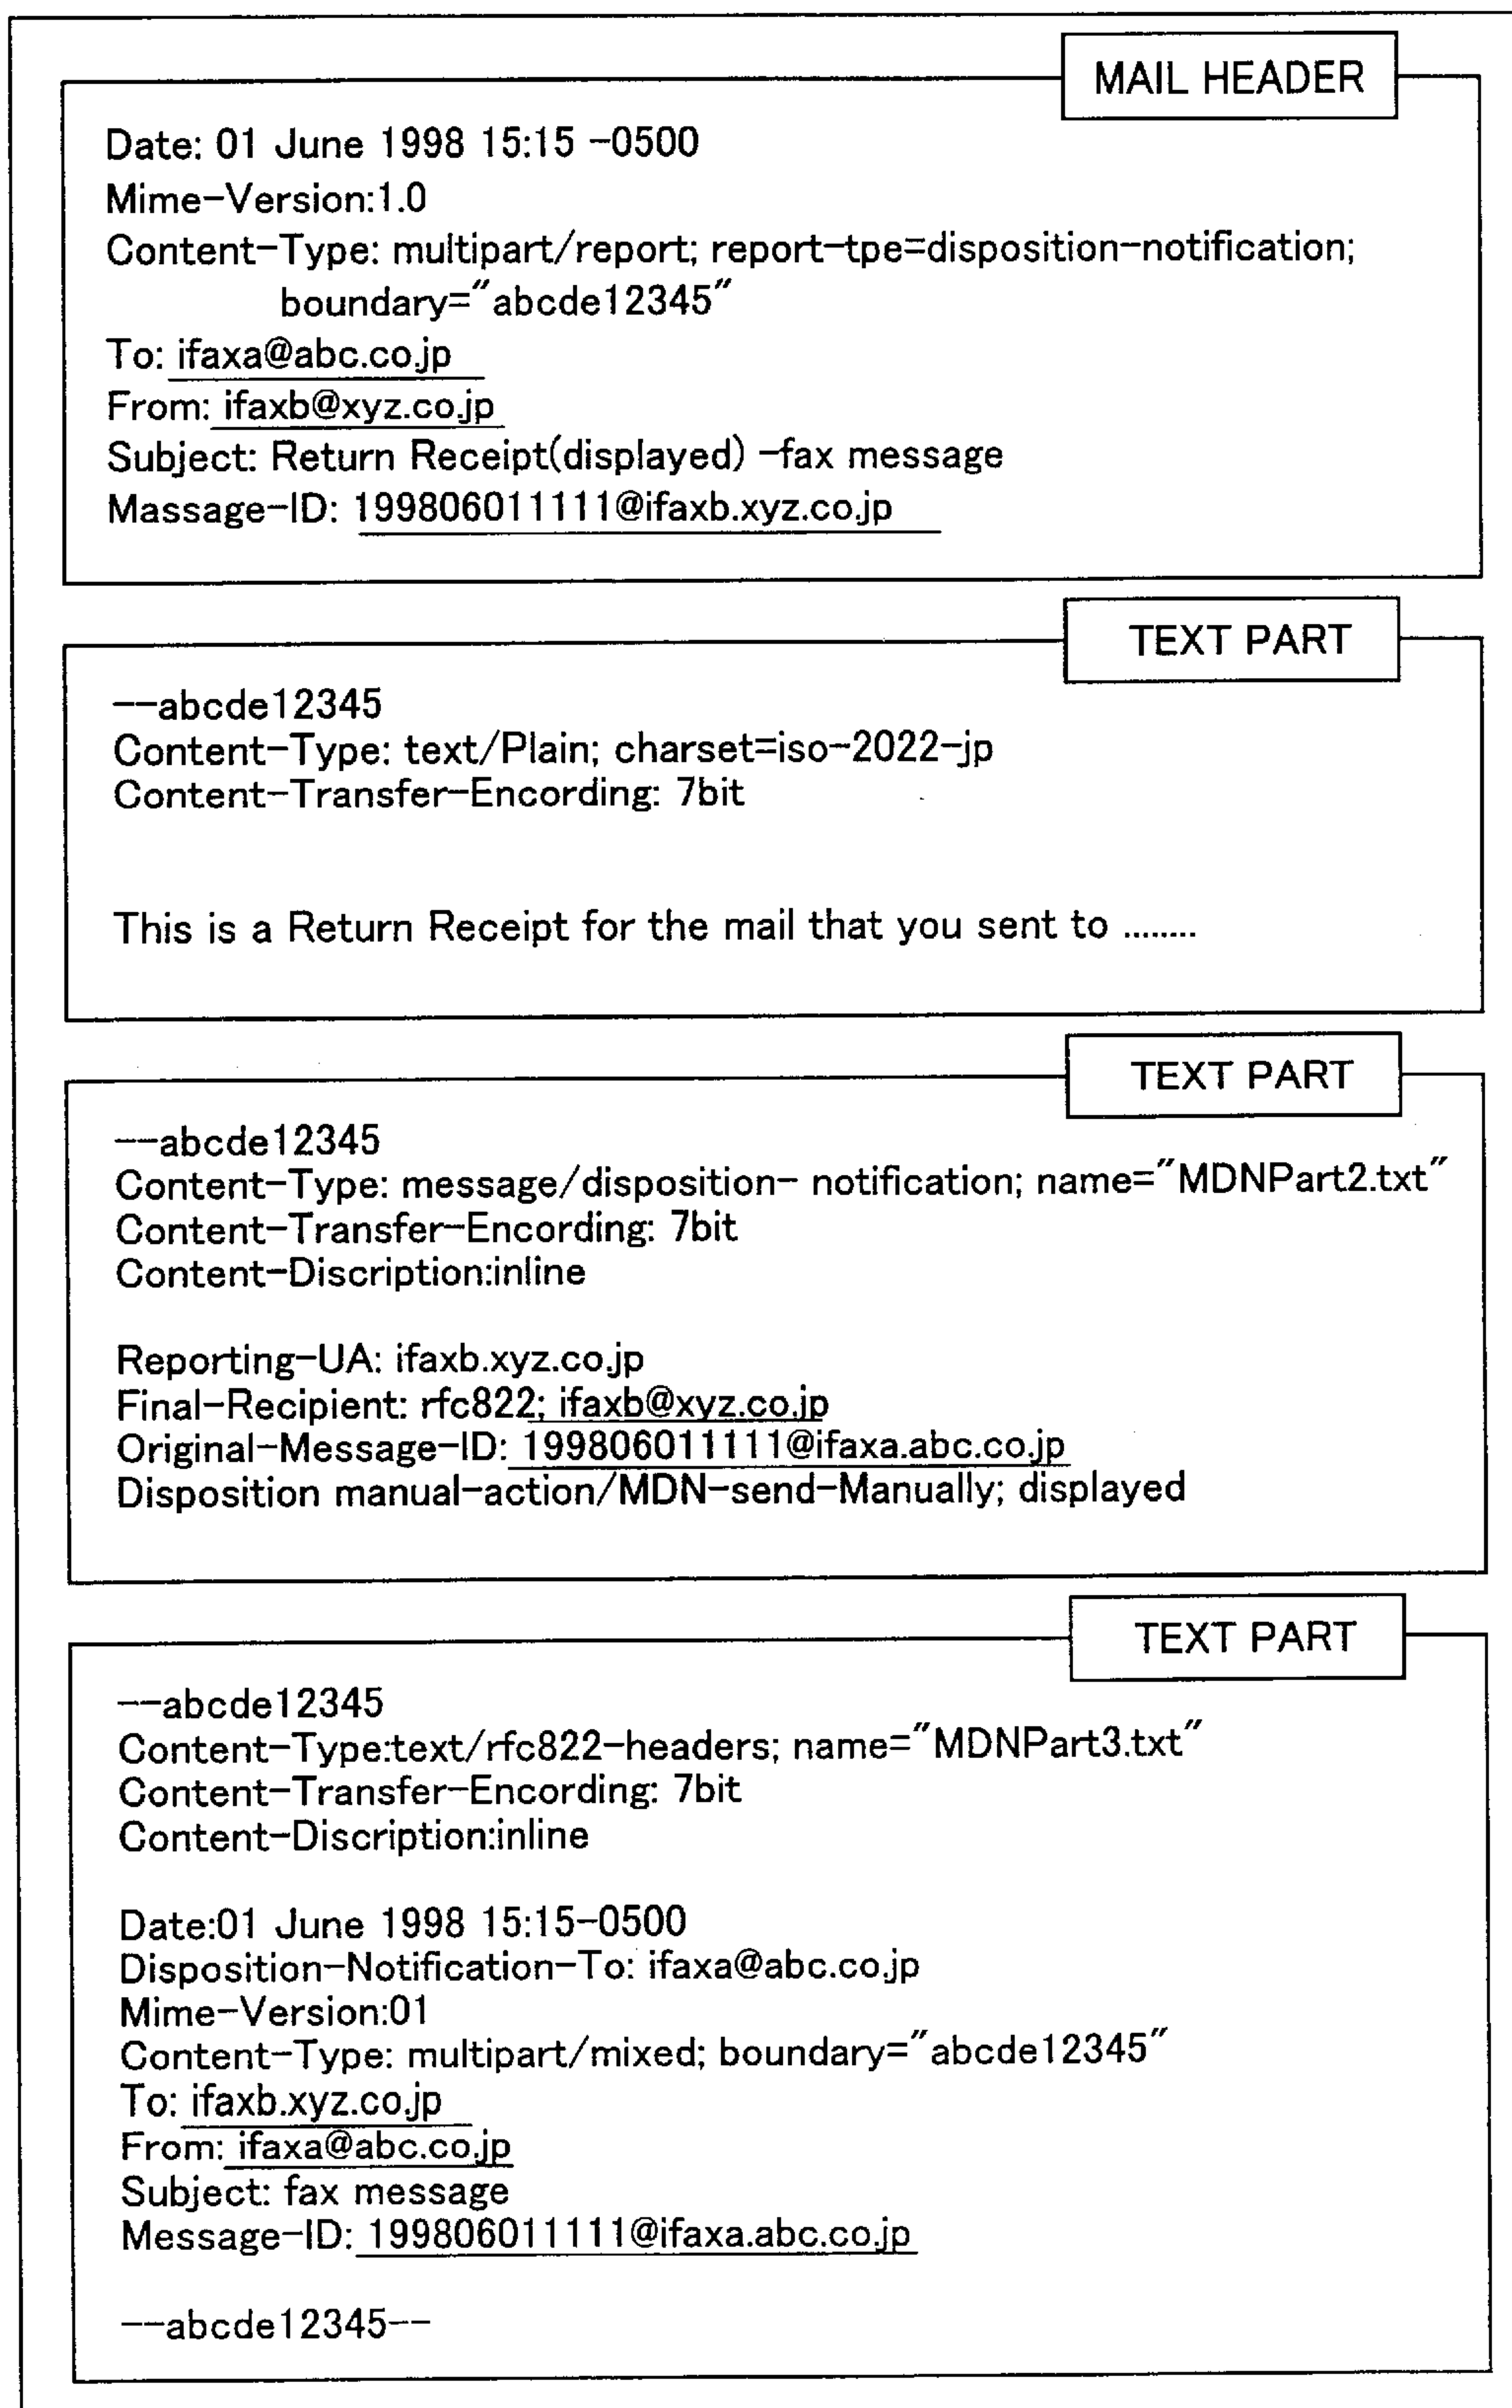 MAIL HEADER
Date: 01 June 1998 15:15 -0500
Mime-Version:1.0
Content-Type: multipart/report; report-tpe=disposition-notification;
boundary="abcde12345"
To: ifaxa@abc.co.jp
From: ifaxb@xyz.co.jp
Subject: Return Receipt(displayed) -fax message
Massage-ID: 199806011111@ifaxb.xyz.co.jp
TEXT PART
--abcde12345
Content-Type: text/Plain; charset=iso-2022-jp
Content-Transfer-Encording: 7bit
This is a Return Receipt for the mail that you sent to ........
TEXT PART
--abcde12345
Content-Type: message/disposition- notification; name="MDNPart2.txt"
Content-Transfer-Encording: 7bit
Content-Discription:inline
Reporting-UA: ifaxb.xyz.co.jp
Final-Recipient: rfc822; ifaxb@xyz.co.jp
Original-Message-ID: 199806011111@ifaxa.abc.co.jp
Disposition manual-action/MDN-send-Manually; displayed
TEXT PART
--abcde12345
Content-Type:text/rfc822-headers; name="MDNPart3.txt"
Content-Transfer-Encording: 7bit
Content-Discription:inline
Date:01 June 1998 15:15-0500
Disposition-Notification-To: ifaxa@abc.co.jp
Mime-Version:01
Content-Type: multipart/mixed; boundary="abcde12345"
To: ifaxb.xyz.co.jp
From: ifaxa@abc.co.jp
Subject: fax message
Message-ID: 199806011111@ifaxa.abc.co.jp
--abcde12345--